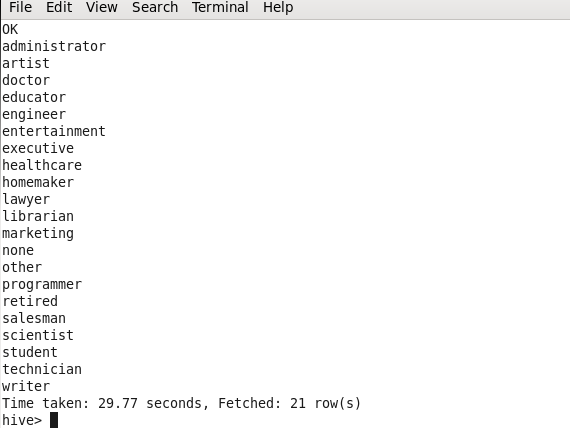 File Edit View Search Terminal Help
OK
administrator
artist
doctor
educator
engineer
entertainment
executive
healthcare
homemaker
lawyer
librarian
marketing
none
other
programmer
retired
salesman
scientist
student
technician
writer
Time taken: 29.77 seconds, Fetched: 21 row(s)
hive>